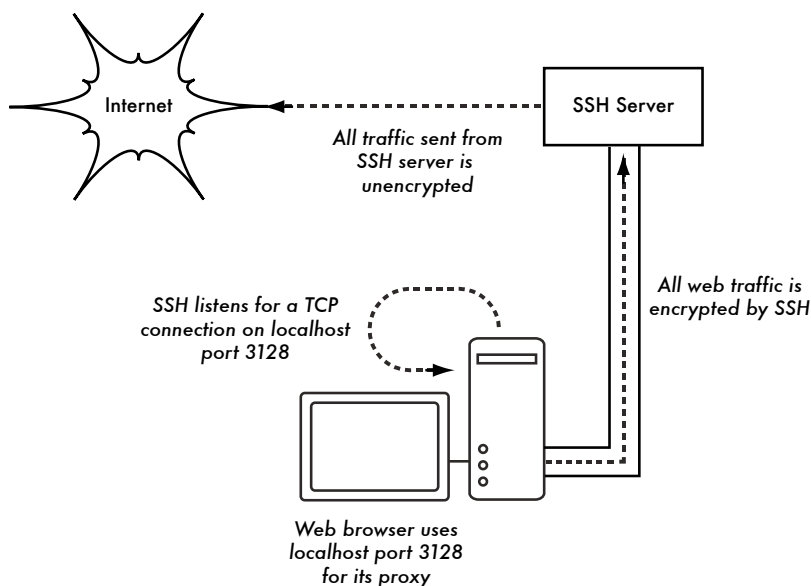 Internet
SSH Server
All traffic sent from
SSH server is
unencrypted
All web traffic is
encrypted by SSH
SSH listens for a TCP
connection on localhost
port 3128
Web browser uses
localhost port 3128
for its proxy